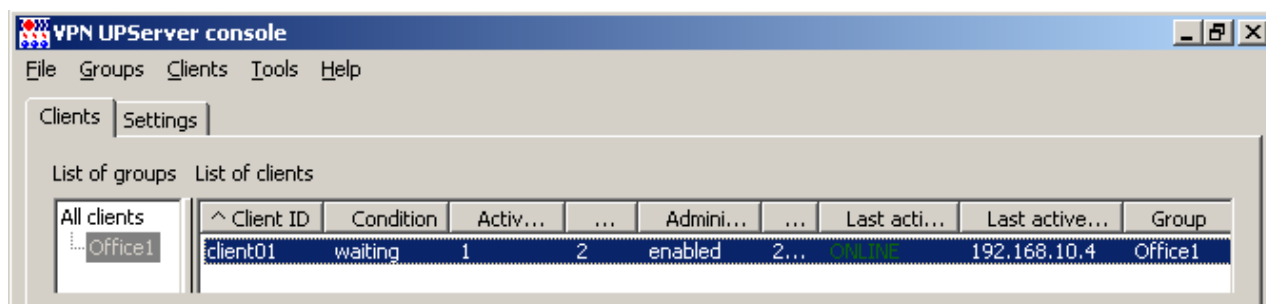 VPN UPServer console
File Groups Clients Tools Help
Clients Settings
List of groups List of clients
All clients ^ Client ID Condition Activ... ... Admini... ... Last acti... Last active... Group
Office1 client01 waiting 1 2 enabled 2... ONLINE 192.168.10.4 Office1